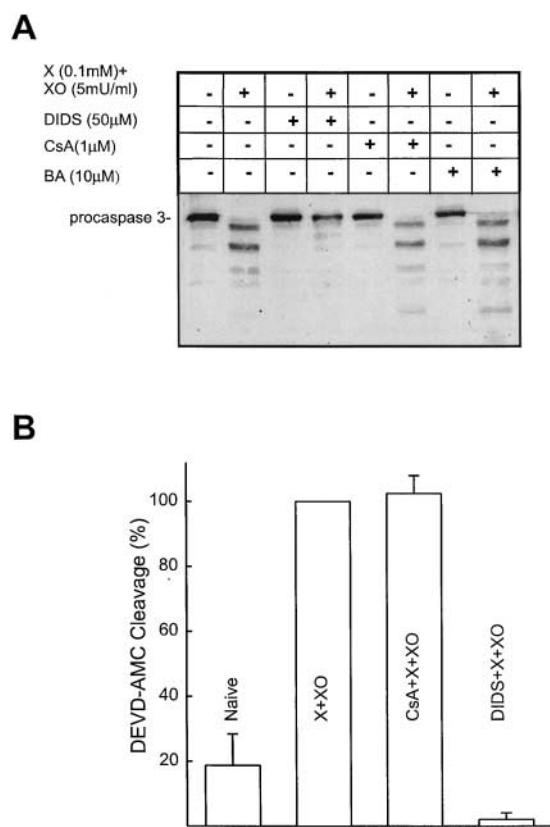 A
X (0.1mM)+
XO (5mU/ml) - + - + - + - +
DIDS (50μM) - - + + - - - -
CsA(1μM) - - - - + + - -
BA (10μM) - - - - - - + +
procaspase 3-
B
DEVD-AMC Cleavage (%)
100
80
60
40
20
Naive
X+XO
CsA+X+XO
DIDS+X+XO